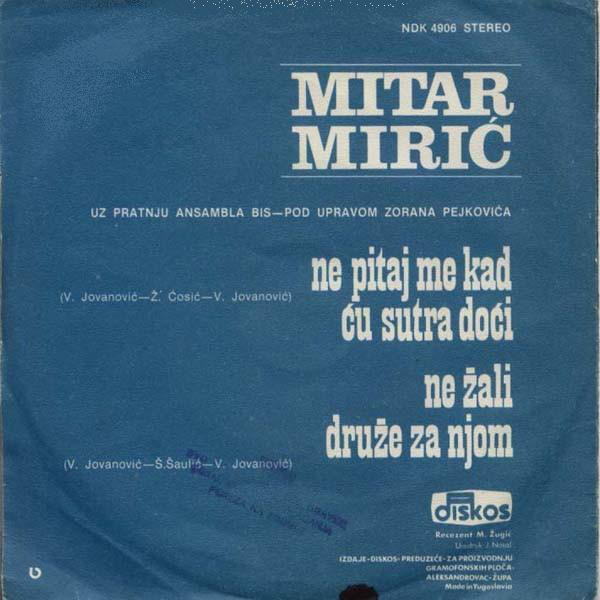 NDK 4906 STEREO
MITAR
MIRIĆ
UZ PRATNJU ANSAMBLA BIS—POD UPRAVOM ZORANA PEJKOVIĆA
ne pitaj me kad
ću sutra doći
(V. Jovanović—Ž. Ćosić—V. Jovanović)
ne žali
druže za njom
(V. Jovanović—Š.Šaulić—V. Jovanović)
diskos
Recezent M. Žugić
Urednik J.
IZDAJE-DISKOS-PREDUZEĆE-ZA PROIZVODNJU
GRAMOFONSKIH PLOČA-
ALEKSANDROVAC-ŽUPA
Made in Yugoslavia